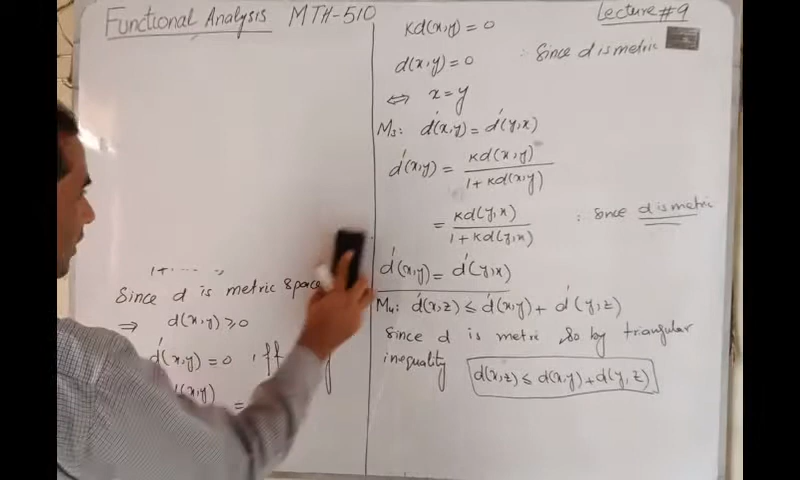 Functional Analysis MTH-510
Lecture#9
Since d is metric space
⇒ d(x,y) ≥ 0
d'(x,y) = 0 iff
(x,y) =
Kd(x,y) = 0
d(x,y) = 0 ∵ Since d is metric
⇔ x = y
M₃: d'(x,y) = d'(y,x)
d'(x,y) = Kd(x,y) / 1 + Kd(x,y)
= Kd(y,x) / 1 + Kd(y,x) ∵ Since d is metric
d'(x,y) = d'(y,x)
M₄: d'(x,z) ≤ d'(x,y) + d'(y,z)
Since d is metric So by triangular
inequality d(x,z) ≤ d(x,y) + d(y,z)